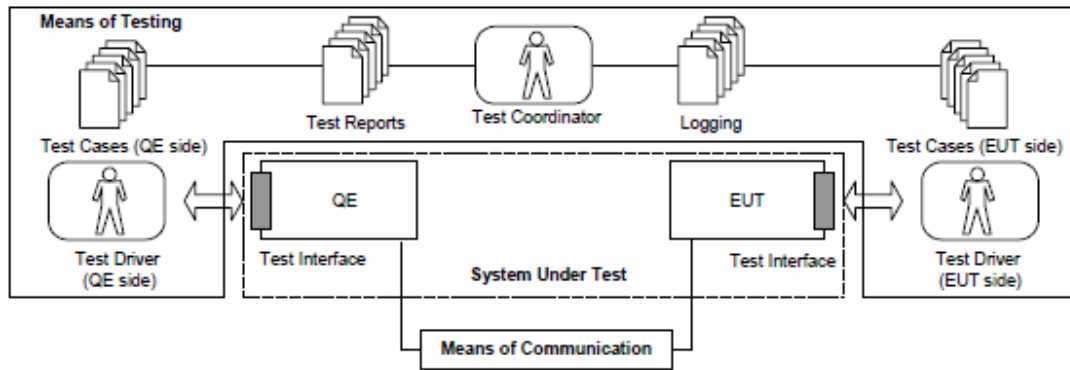 Means of Testing
Test Reports
Test Coordinator
Logging
Test Cases (QE side)
Test Cases (EUT side)
QE
EUT
Test Driver
(QE side)
Test Interface
System Under Test
Test Interface
Test Driver
(EUT side)
Means of Communication